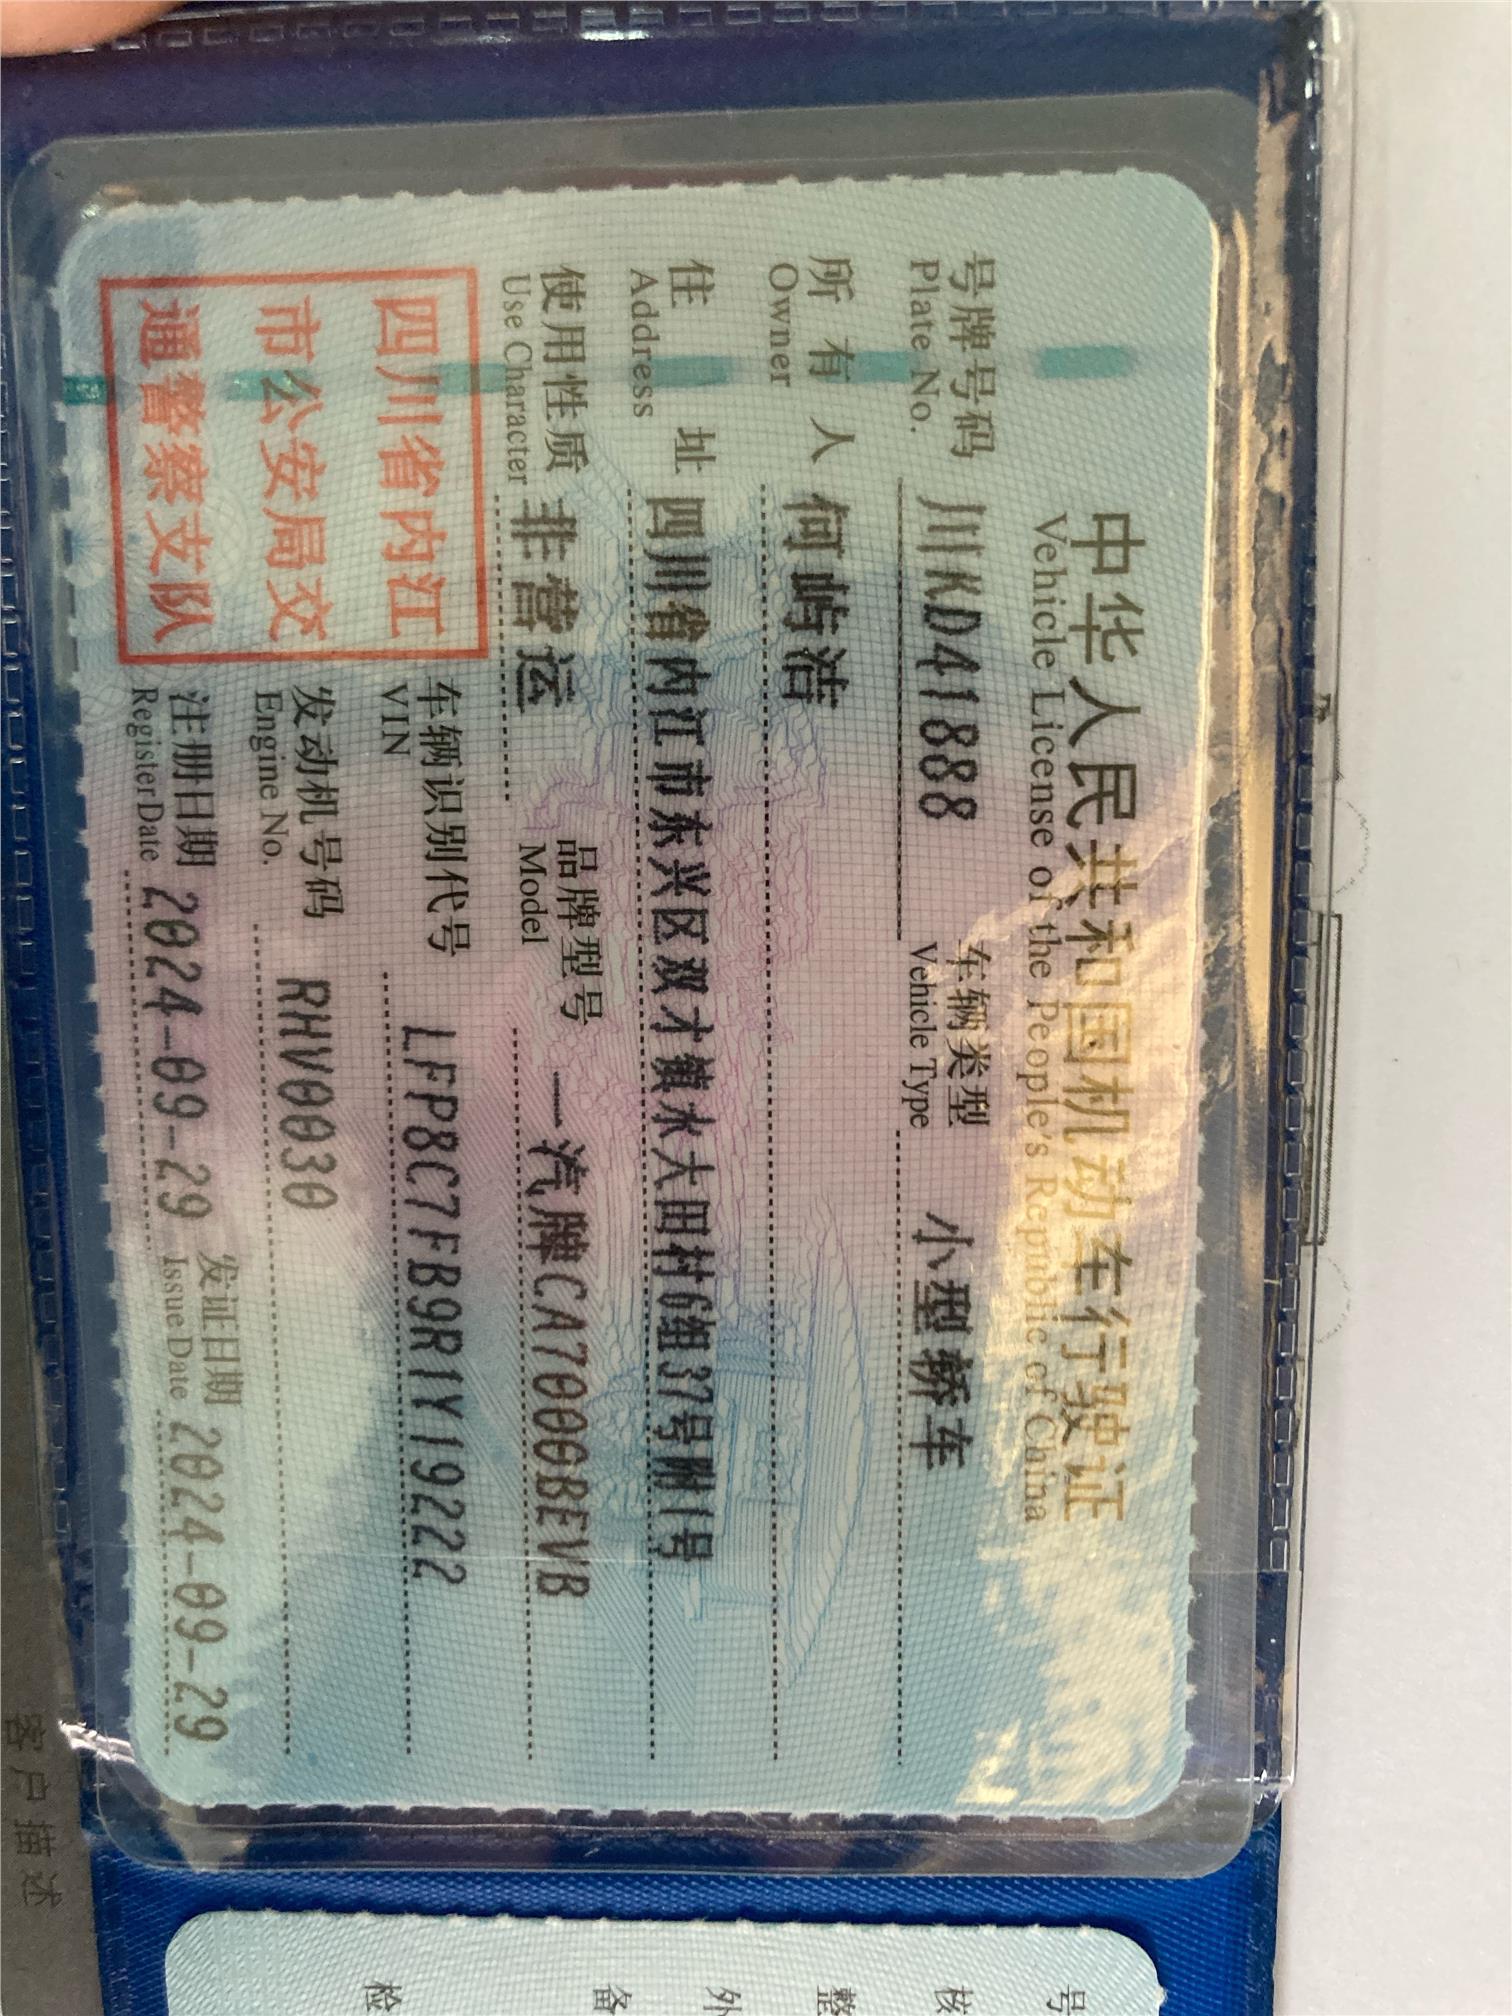 中华人民共和国机动车行驶证
Vehicle License of the People's Republic of China
号牌号码 川KD41888 车辆类型 小型轿车
Plate No. Vehicle Type
所有人 何屿浩
Owner
住址 四川省内江市东兴区双才镇水大田村6组37号附1号
Address
使用性质 非营运 品牌型号 一汽牌CA7000BEVB
Use Character Model
四川省内江
市公安局交
通警察支队
车辆识别代号 LFP8C7FB9R1Y19222
VIN
发动机号码 RHV00030
Engine No.
注册日期 2024-09-29 发证日期 2024-09-29
Register Date Issue Date
号
核
整
外
备
检
客户描述